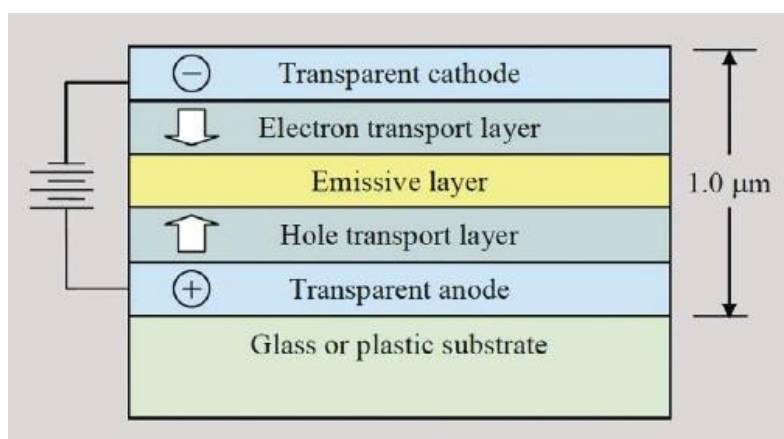 ⊖ Transparent cathode
Electron transport layer
Emissive layer
1.0 μm
Hole transport layer
⊕ Transparent anode
Glass or plastic substrate